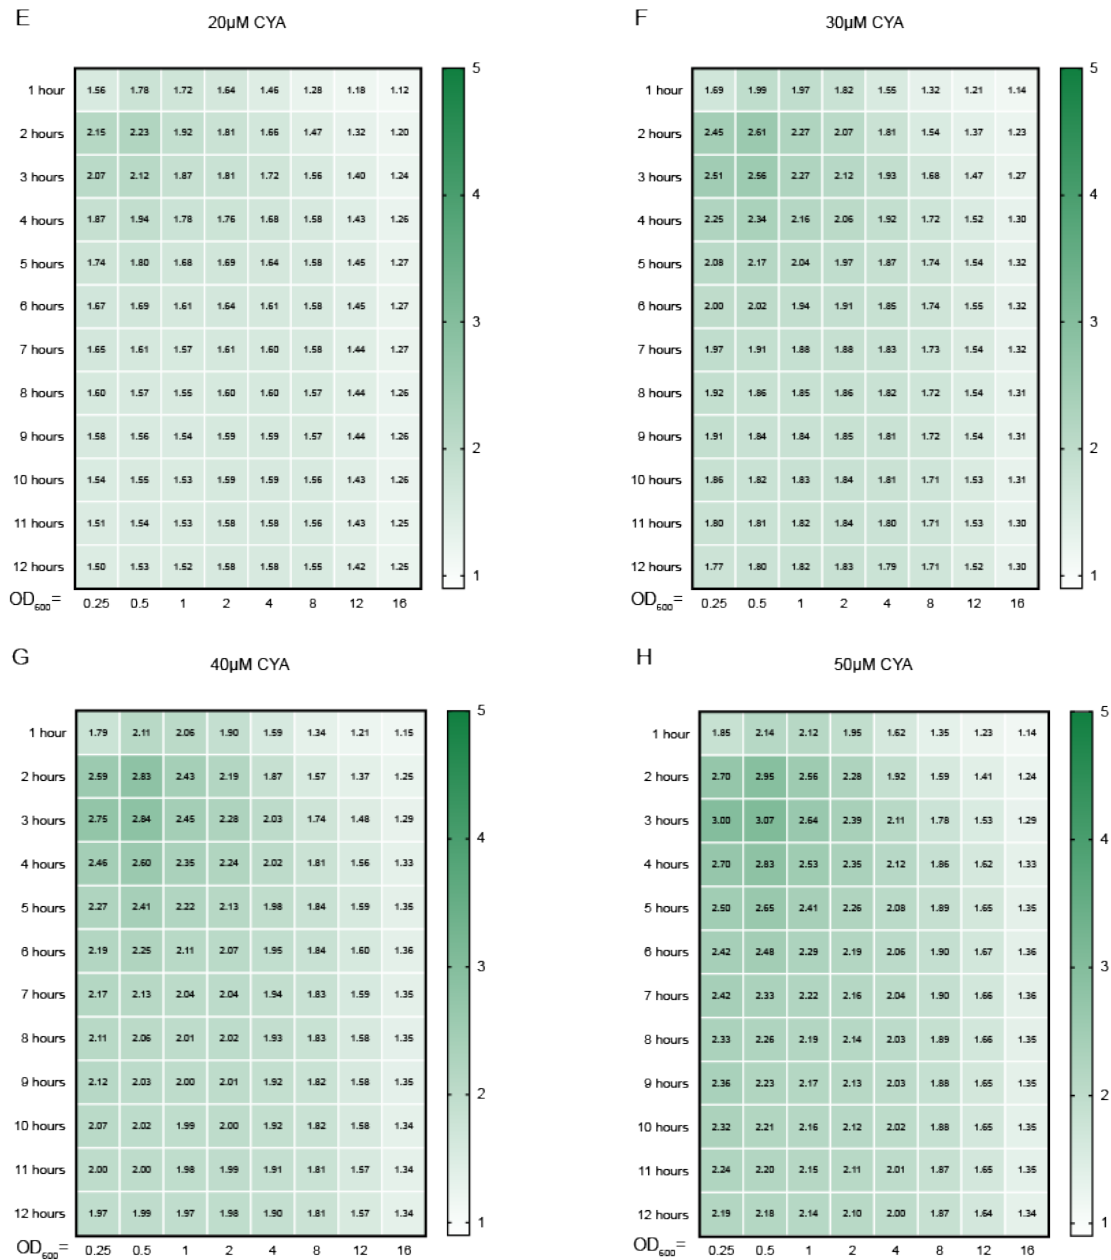 E
20µM CYA
1 hour 1.56 1.78 1.72 1.64 1.46 1.28 1.18 1.12
2 hours 2.15 2.23 1.92 1.81 1.66 1.47 1.32 1.20
3 hours 2.07 2.12 1.87 1.81 1.72 1.56 1.40 1.24
4 hours 1.87 1.94 1.78 1.76 1.68 1.58 1.43 1.26
5 hours 1.74 1.80 1.68 1.69 1.64 1.58 1.45 1.27
6 hours 1.67 1.69 1.61 1.64 1.61 1.58 1.45 1.27
7 hours 1.65 1.61 1.57 1.61 1.60 1.58 1.44 1.27
8 hours 1.60 1.57 1.55 1.60 1.60 1.57 1.44 1.26
9 hours 1.58 1.56 1.54 1.59 1.59 1.57 1.44 1.26
10 hours 1.54 1.55 1.53 1.59 1.59 1.56 1.43 1.26
11 hours 1.51 1.54 1.53 1.58 1.58 1.56 1.43 1.25
12 hours 1.50 1.53 1.52 1.58 1.58 1.55 1.42 1.25
OD600= 0.25 0.5 1 2 4 8 12 16
5
4
3
2
1
F
30µM CYA
1 hour 1.69 1.99 1.97 1.82 1.55 1.32 1.21 1.14
2 hours 2.45 2.61 2.27 2.07 1.81 1.54 1.37 1.23
3 hours 2.51 2.56 2.27 2.12 1.93 1.68 1.47 1.27
4 hours 2.25 2.34 2.16 2.06 1.92 1.72 1.52 1.30
5 hours 2.08 2.17 2.04 1.97 1.87 1.74 1.54 1.32
6 hours 2.00 2.02 1.94 1.91 1.85 1.74 1.55 1.32
7 hours 1.97 1.91 1.88 1.88 1.83 1.73 1.54 1.32
8 hours 1.92 1.86 1.85 1.86 1.82 1.72 1.54 1.31
9 hours 1.91 1.84 1.84 1.85 1.81 1.72 1.54 1.31
10 hours 1.86 1.82 1.83 1.84 1.81 1.71 1.53 1.31
11 hours 1.80 1.81 1.82 1.84 1.80 1.71 1.53 1.30
12 hours 1.77 1.80 1.82 1.83 1.79 1.71 1.52 1.30
OD600= 0.25 0.5 1 2 4 8 12 16
5
4
3
2
1
G
40µM CYA
1 hour 1.79 2.11 2.06 1.90 1.59 1.34 1.21 1.15
2 hours 2.59 2.83 2.43 2.19 1.87 1.57 1.37 1.25
3 hours 2.75 2.84 2.45 2.28 2.03 1.74 1.48 1.29
4 hours 2.46 2.60 2.35 2.24 2.02 1.81 1.56 1.33
5 hours 2.27 2.41 2.22 2.13 1.98 1.84 1.59 1.35
6 hours 2.19 2.25 2.11 2.07 1.95 1.84 1.60 1.36
7 hours 2.17 2.13 2.04 2.04 1.94 1.83 1.59 1.35
8 hours 2.11 2.06 2.01 2.02 1.93 1.83 1.58 1.35
9 hours 2.12 2.03 2.00 2.01 1.92 1.82 1.58 1.35
10 hours 2.07 2.02 1.99 2.00 1.92 1.82 1.58 1.34
11 hours 2.00 2.00 1.98 1.99 1.91 1.81 1.57 1.34
12 hours 1.97 1.99 1.97 1.98 1.90 1.81 1.57 1.34
OD600= 0.25 0.5 1 2 4 8 12 16
5
4
3
2
1
H
50µM CYA
1 hour 1.85 2.14 2.12 1.95 1.62 1.35 1.23 1.14
2 hours 2.70 2.95 2.56 2.28 1.92 1.59 1.41 1.24
3 hours 3.00 3.07 2.64 2.39 2.11 1.78 1.53 1.29
4 hours 2.70 2.83 2.53 2.35 2.12 1.86 1.62 1.33
5 hours 2.50 2.65 2.41 2.26 2.08 1.89 1.65 1.35
6 hours 2.42 2.48 2.29 2.19 2.06 1.90 1.67 1.36
7 hours 2.42 2.33 2.22 2.16 2.04 1.90 1.66 1.36
8 hours 2.33 2.26 2.19 2.14 2.03 1.89 1.66 1.35
9 hours 2.36 2.23 2.17 2.13 2.03 1.88 1.65 1.35
10 hours 2.32 2.21 2.16 2.12 2.02 1.88 1.65 1.35
11 hours 2.24 2.20 2.15 2.11 2.01 1.87 1.65 1.35
12 hours 2.19 2.18 2.14 2.10 2.00 1.87 1.64 1.34
OD600= 0.25 0.5 1 2 4 8 12 16
5
4
3
2
1